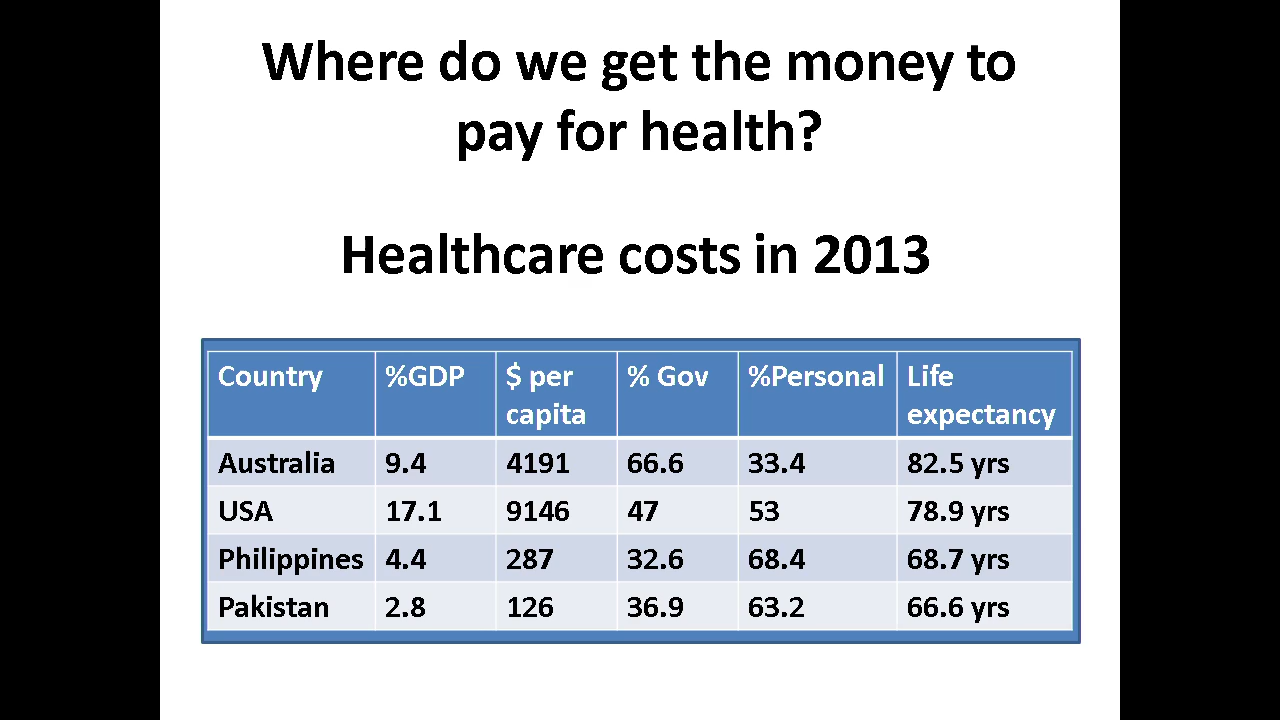 Where do we get the money to
pay for health?
Healthcare costs in 2013
Country %GDP $ per capita % Gov %Personal Life expectancy
Australia 9.4 4191 66.6 33.4 82.5 yrs
USA 17.1 9146 47 53 78.9 yrs
Philippines 4.4 287 32.6 68.4 68.7 yrs
Pakistan 2.8 126 36.9 63.2 66.6 yrs